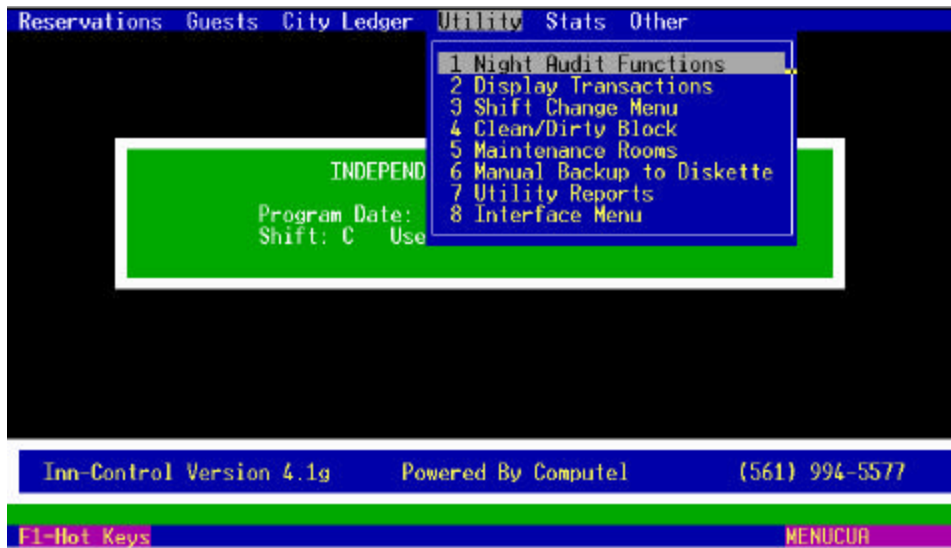 Reservations Guests City Ledger Utility Stats Other
1 Night Audit Functions
2 Display Transactions
3 Shift Change Menu
4 Clean/Dirty Block
5 Maintenance Rooms
6 Manual Backup to Diskette
7 Utility Reports
8 Interface Menu
INDEPEND
Program Date:
Shift: C Use
Inn-Control Version 4.1g Powered By Computel (561) 994-5577
F1-Hot Keys MENUCUA